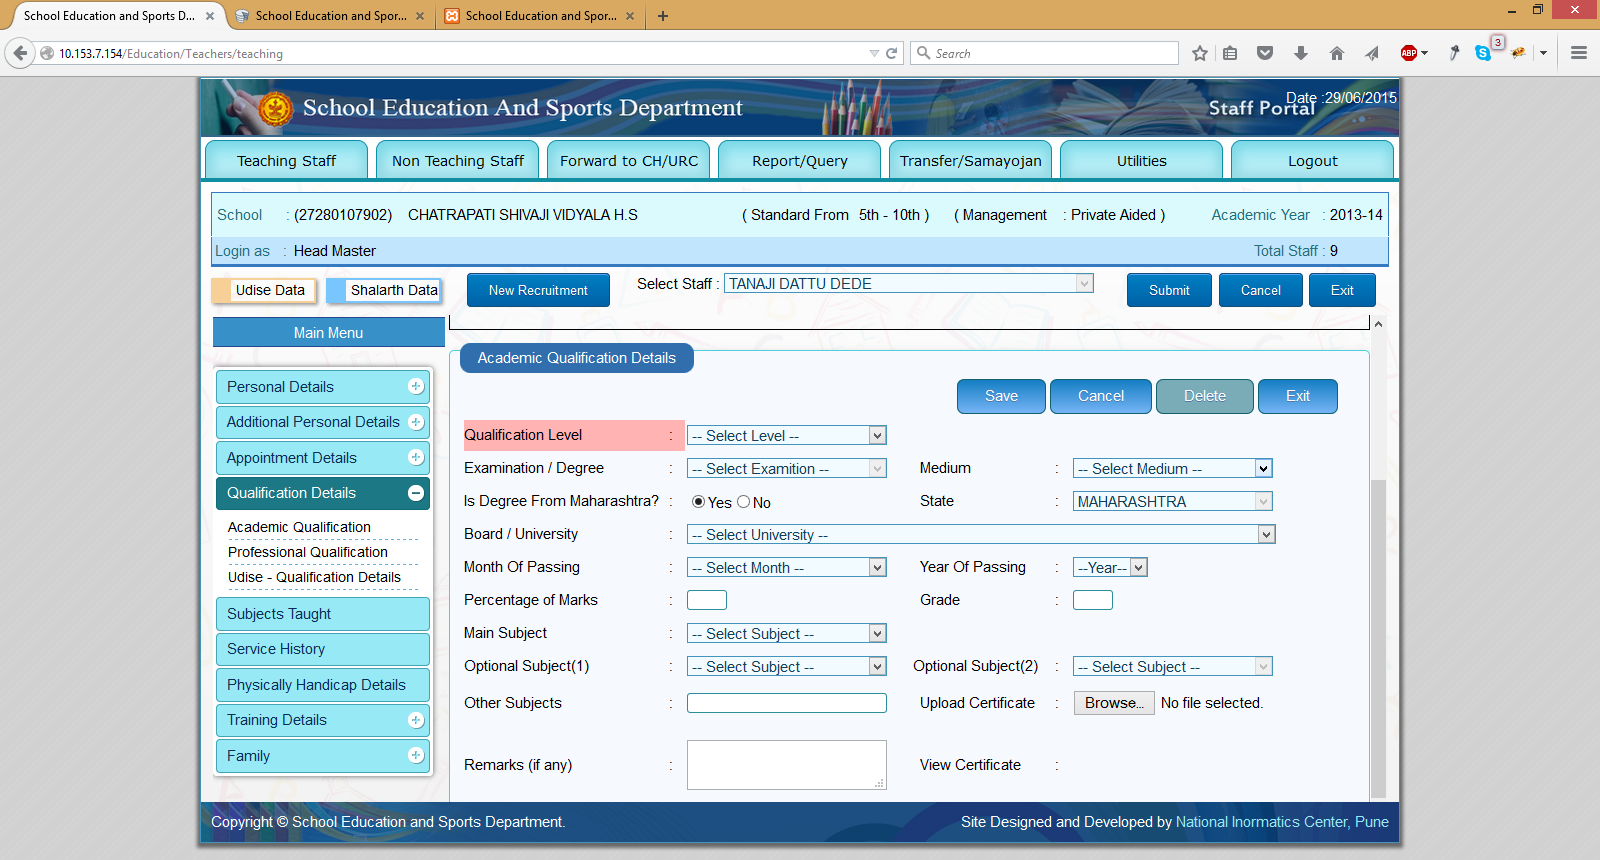 School Education and Sports D...
School Education and Spor...
School Education and Spor...
10.153.7.154/Education/Teachers/teaching
Search
ABP
3
School Education And Sports Department
Date :29/06/2015
Staff Portal
Teaching Staff
Non Teaching Staff
Forward to CH/URC
Report/Query
Transfer/Samayojan
Utilities
Logout
School : (27280107902) CHATRAPATI SHIVAJI VIDYALA H.S ( Standard From 5th - 10th ) ( Management : Private Aided ) Academic Year : 2013-14
Login as : Head Master Total Staff : 9
Udise Data
Shalarth Data
New Recruitment
Select Staff : TANAJI DATTU DEDE
Submit
Cancel
Exit
Main Menu
Personal Details
Additional Personal Details
Appointment Details
Qualification Details
Academic Qualification
Professional Qualification
Udise - Qualification Details
Subjects Taught
Service History
Physically Handicap Details
Training Details
Family
Academic Qualification Details
Save
Cancel
Delete
Exit
Qualification Level : -- Select Level --
Examination / Degree : -- Select Examition -- Medium : -- Select Medium --
Is Degree From Maharashtra? : Yes No State : MAHARASHTRA
Board / University : -- Select University --
Month Of Passing : -- Select Month -- Year Of Passing : --Year--
Percentage of Marks : Grade :
Main Subject : -- Select Subject --
Optional Subject(1) : -- Select Subject -- Optional Subject(2) : -- Select Subject --
Other Subjects : Upload Certificate : Browse... No file selected.
Remarks (if any) : View Certificate :
Copyright © School Education and Sports Department. Site Designed and Developed by National Inormatics Center, Pune